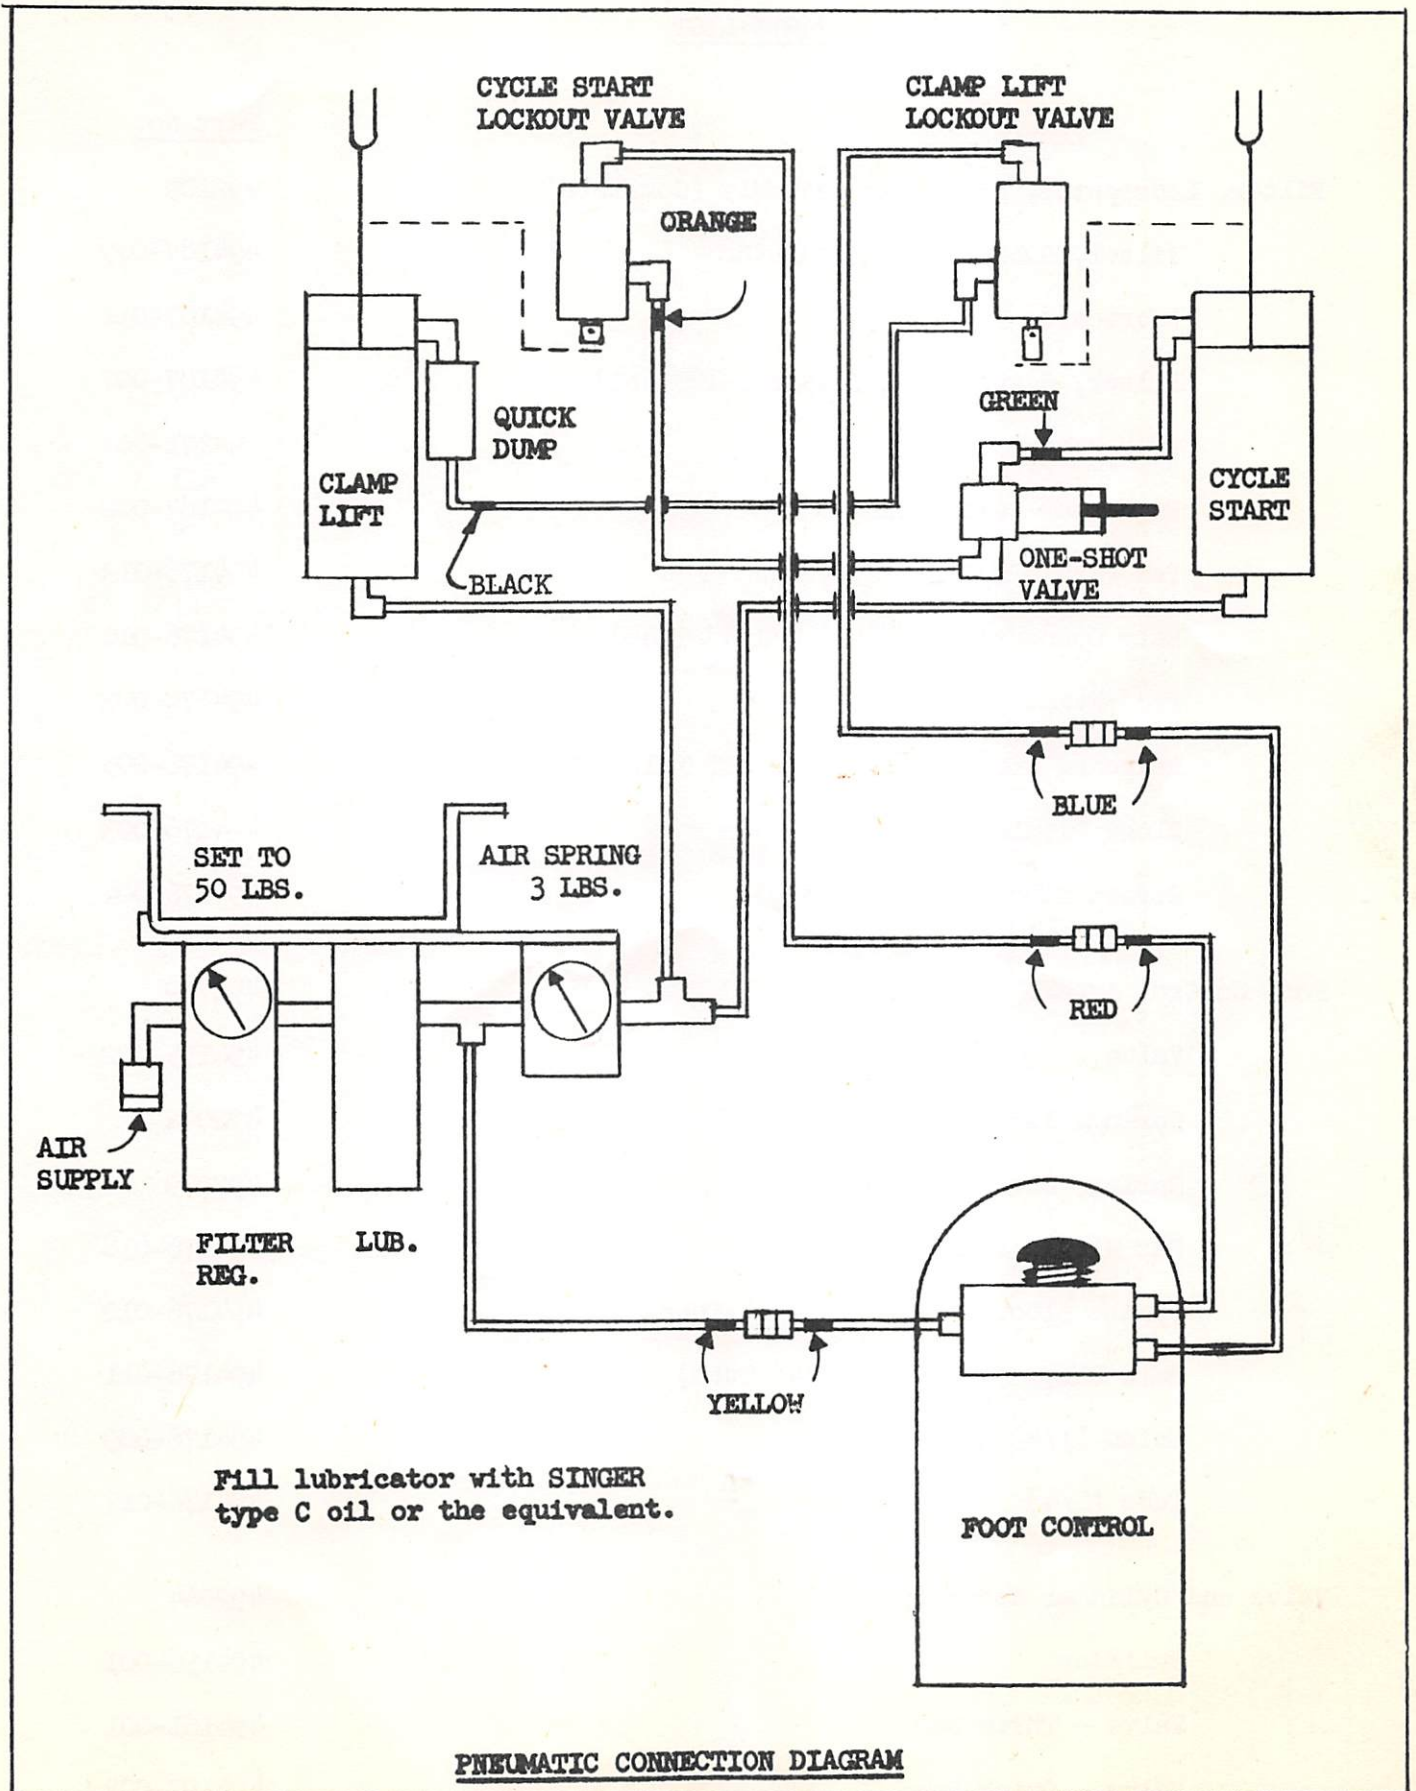 CYCLE START
LOCKOUT VALVE
CLAMP LIFT
LOCKOUT VALVE
ORANGE
GREEN
QUICK
DUMP
CLAMP
LIFT
CYCLE
START
BLACK
ONE-SHOT
VALVE
BLUE
SET TO
50 LBS.
AIR SPRING
3 LBS.
RED
AIR
SUPPLY
FILTER
REG.
LUB.
YELLOW
Fill lubricator with SINGER
type C oil or the equivalent.
FOOT CONTROL
PNEUMATIC CONNECTION DIAGRAM